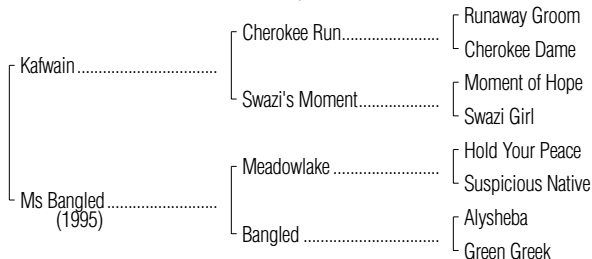 Runaway Groom
Cherokee Run
Cherokee Dame
Kafwain
Moment of Hope
Swazi's Moment
Swazi Girl
Hold Your Peace
Meadowlake
Suspicious Native
Ms Bangled
(1995)
Alysheba
Bangled
Green Greek